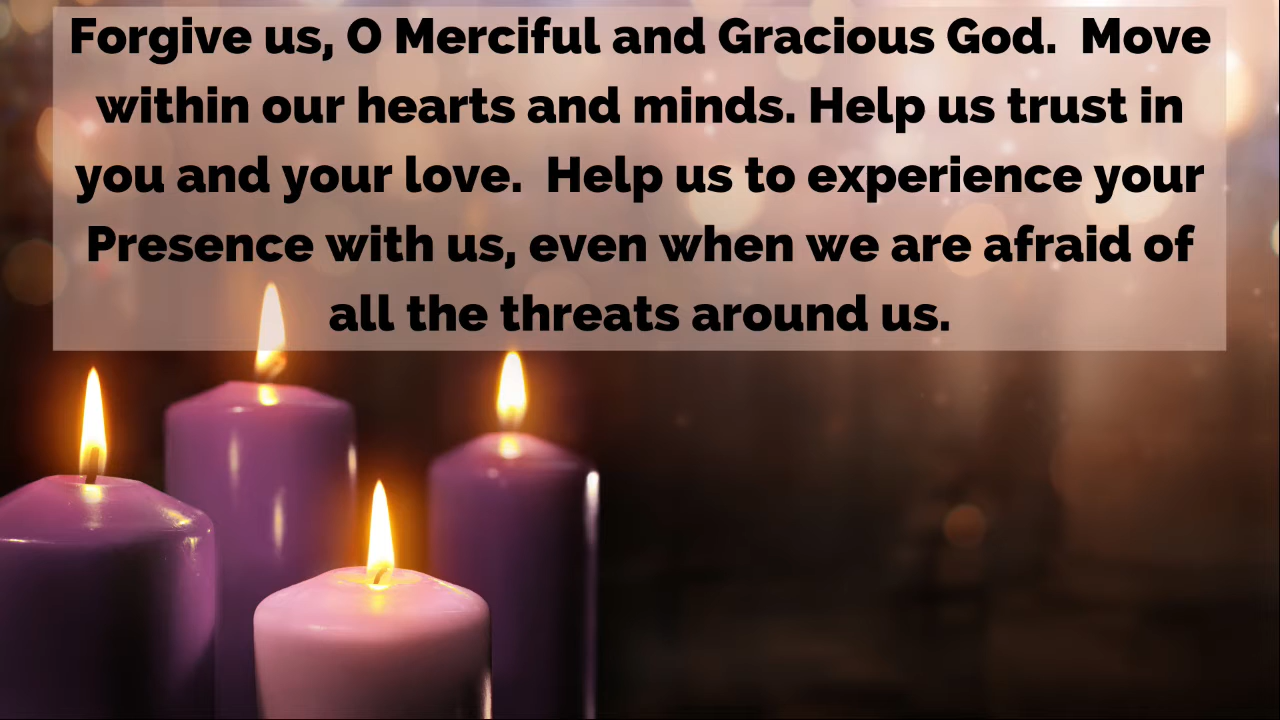 Forgive us, O Merciful and Gracious God.  Move
within our hearts and minds. Help us trust in
you and your love.  Help us to experience your
Presence with us, even when we are afraid of
all the threats around us.